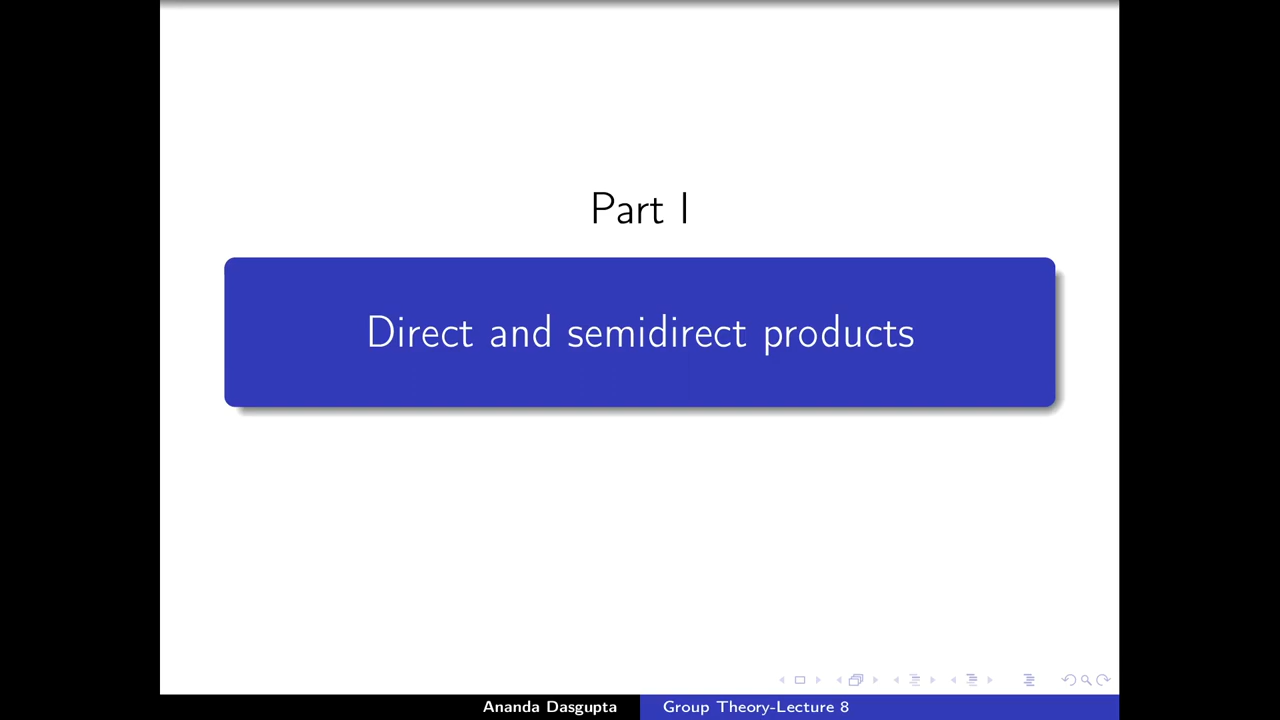 Part I
Direct and semidirect products
Ananda Dasgupta
Group Theory-Lecture 8